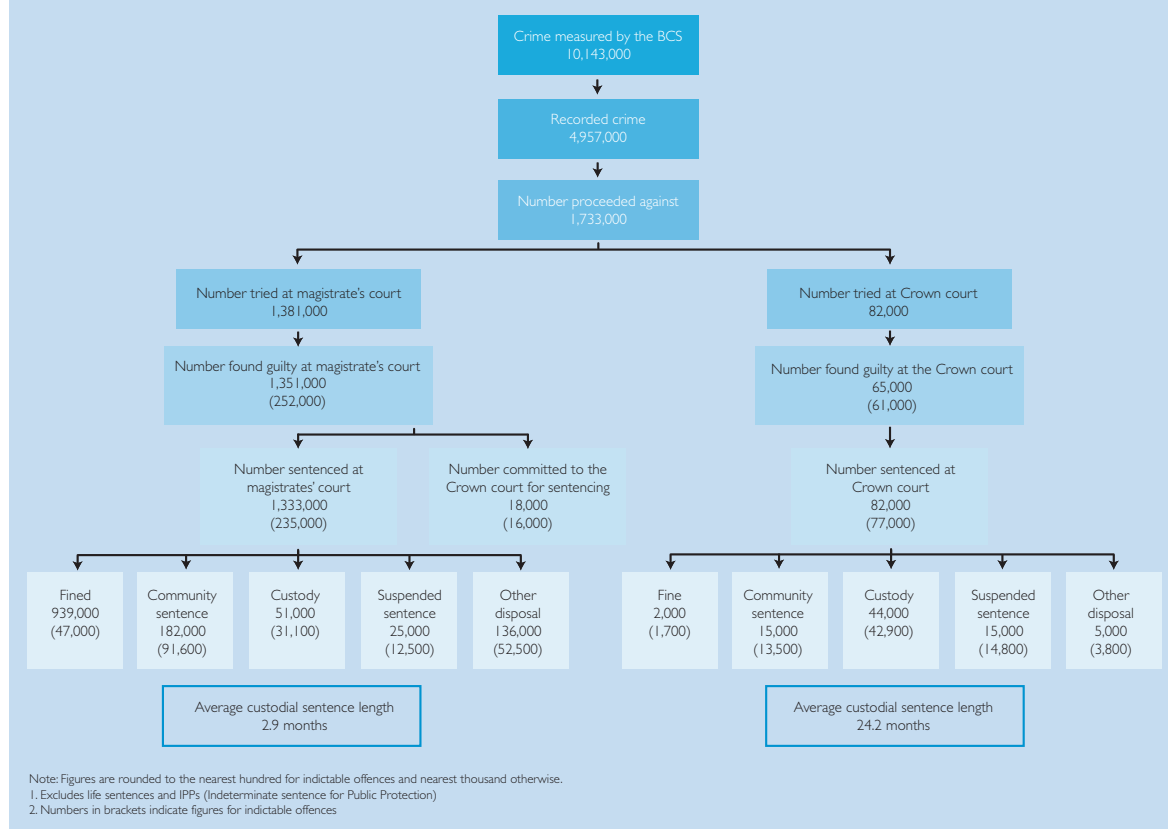 Crime measured by the BCS
10,143,000
Recorded crime
4,957,000
Number proceeded against
1,733,000
Number tried at magistrate's court
1,381,000
Number tried at Crown court
82,000
Number found guilty at magistrate's court
1,351,000
(252,000)
Number found guilty at the Crown court
65,000
(61,000)
Number sentenced at
magistrates' court
1,333,000
(235,000)
Number committed to the
Crown court for sentencing
18,000
(16,000)
Number sentenced at
Crown court
82,000
(77,000)
Fined
939,000
(47,000)
Community
sentence
182,000
(91,600)
Custody
51,000
(31,100)
Suspended
sentence
25,000
(12,500)
Other
disposal
136,000
(52,500)
Fine
2,000
(1,700)
Community
sentence
15,000
(13,500)
Custody
44,000
(42,900)
Suspended
sentence
15,000
(14,800)
Other
disposal
5,000
(3,800)
Average custodial sentence length
2.9 months
Average custodial sentence length
24.2 months
Note: Figures are rounded to the nearest hundred for indictable offences and nearest thousand otherwise.
1. Excludes life sentences and IPPs (Indeterminate sentence for Public Protection)
2. Numbers in brackets indicate figures for indictable offences